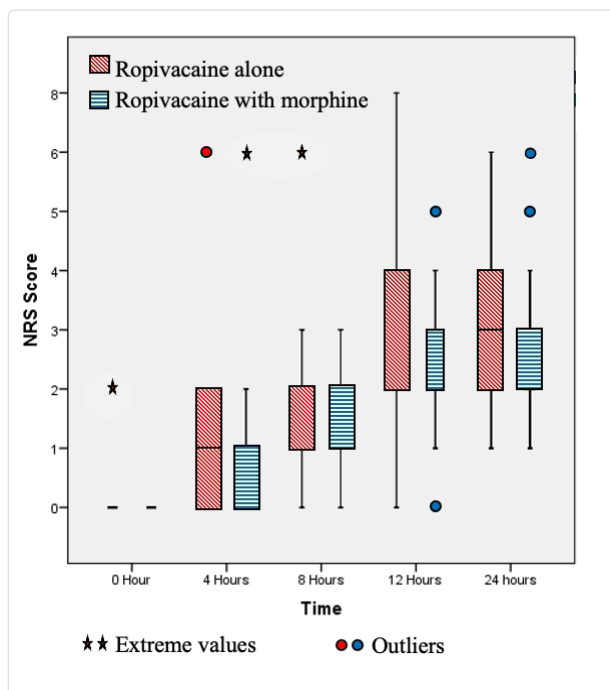 Ropivacaine alone
Ropivacaine with morphine
8
6
5
4
3
2
1
0
NRS Score
0 Hour 4 Hours 8 Hours 12 Hours 24 hours
Time
Extreme values Outliers